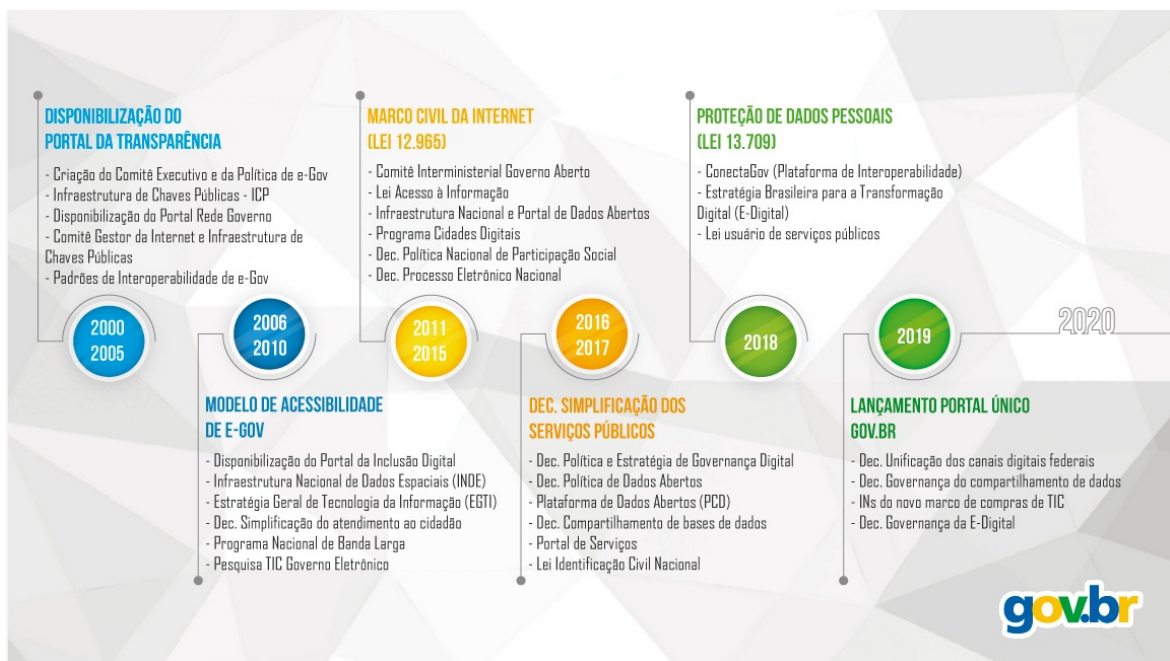 DISPONIBILIZAÇÃO DO
PORTAL DA TRANSPARÊNCIA
- Criação do Comitê Executivo e da Política de e-Gov
- Infraestrutura de Chaves Públicas - ICP
- Disponibilização do Portal Rede Governo
- Comitê Gestor da Internet e Infraestrutura de
Chaves Públicas
- Padrões de Interoperabilidade de e-Gov
2000
2005
MODELO DE ACESSIBILIDADE
DE E-GOV
- Disponibilização do Portal da Inclusão Digital
- Infraestrutura Nacional de Dados Espaciais (INDE)
- Estratégia Geral de Tecnologia da Informação (EGTI)
- Dec. Simplificação do atendimento ao cidadão
- Programa Nacional de Banda Larga
- Pesquisa TIC Governo Eletrônico
2006
2010
MARCO CIVIL DA INTERNET
(LEI 12.965)
- Comitê Interministerial Governo Aberto
- Lei Acesso à Informação
- Infraestrutura Nacional e Portal de Dados Abertos
- Programa Cidades Digitais
- Dec. Política Nacional de Participação Social
- Dec. Processo Eletrônico Nacional
2011
2015
DEC. SIMPLIFICAÇÃO DOS
SERVIÇOS PÚBLICOS
- Dec. Política e Estratégia de Governança Digital
- Dec. Política de Dados Abertos
- Plataforma de Dados Abertos (PCD)
- Dec. Compartilhamento de bases de dados
- Portal de Serviços
- Lei Identificação Civil Nacional
2016
2017
PROTEÇÃO DE DADOS PESSOAIS
(LEI 13.709)
- ConectaGov (Plataforma de Interoperabilidade)
- Estratégia Brasileira para a Transformação
Digital (E-Digital)
- Lei usuário de serviços públicos
2018
LANÇAMENTO PORTAL ÚNICO
GOV.BR
- Dec. Unificação dos canais digitais federais
- Dec. Governança do compartilhamento de dados
- INs do novo marco de compras de TIC
- Dec. Governança da E-Digital
2019
2020
gov.br